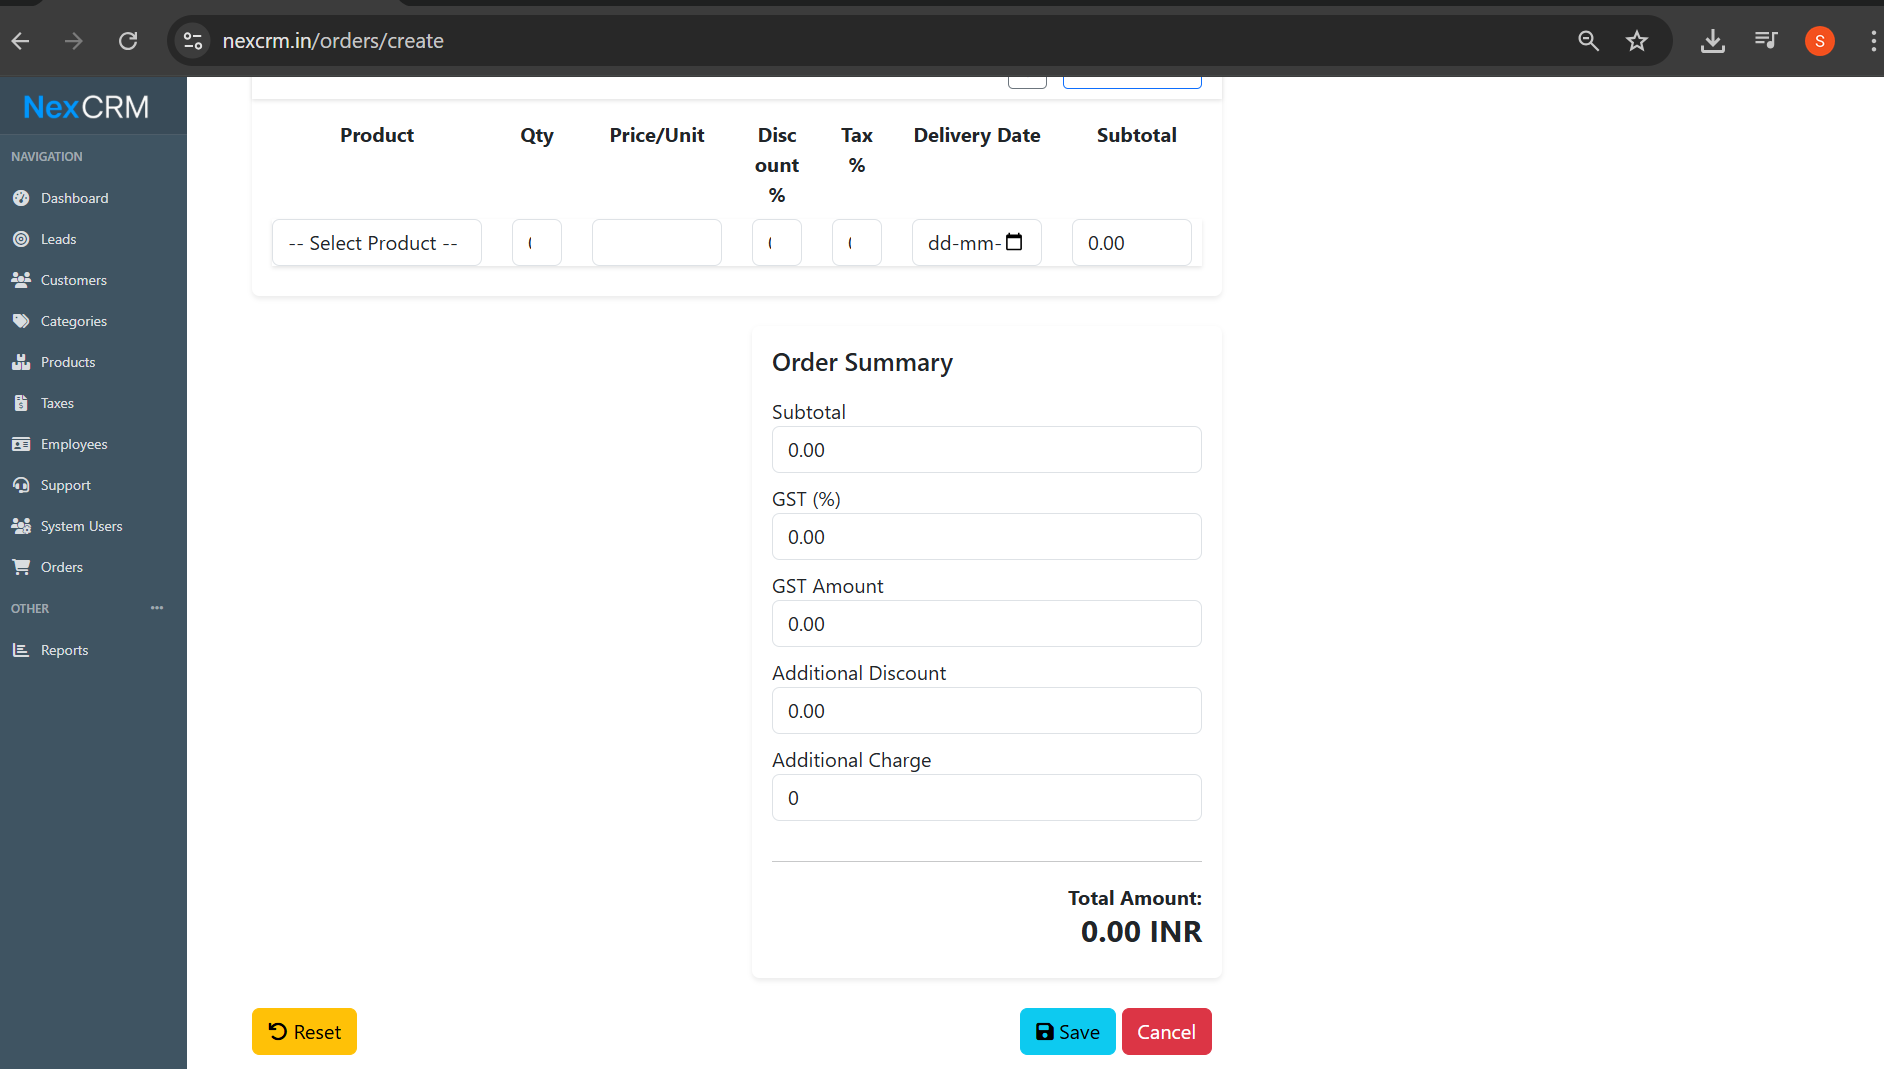 nexcrm.in/orders/create
S
NexCRM
NAVIGATION
Dashboard
Leads
Customers
Categories
Products
Taxes
Employees
Support
System Users
Orders
OTHER
Reports
Product Qty Price/Unit Disc Tax Delivery Date Subtotal
ount %
%
-- Select Product -- dd-mm- 0.00
Order Summary
Subtotal
0.00
GST (%)
0.00
GST Amount
0.00
Additional Discount
0.00
Additional Charge
0
Total Amount:
0.00 INR
Reset Save Cancel